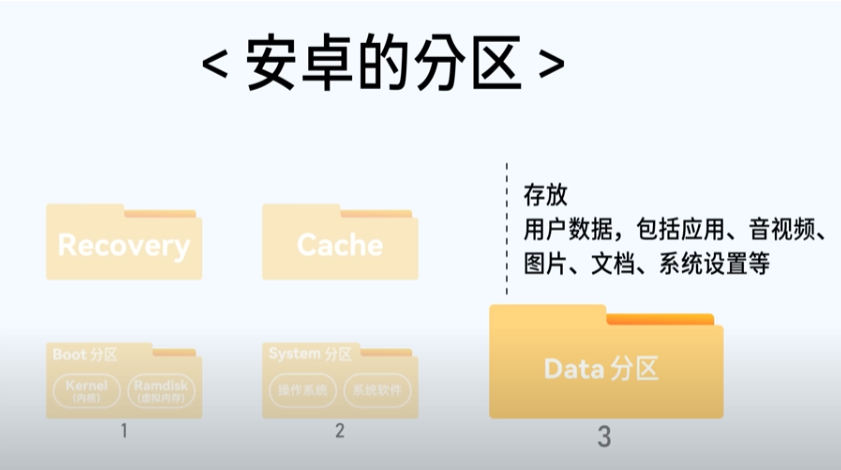 < 安卓的分区 >
存放
用户数据，包括应用、音视频、
图片、文档、系统设置等
Recovery
Cache
Boot 分区
Kernel
(内核)
Ramdisk
(虚拟内存)
System 分区
操作系统
系统软件
Data 分区
1
2
3